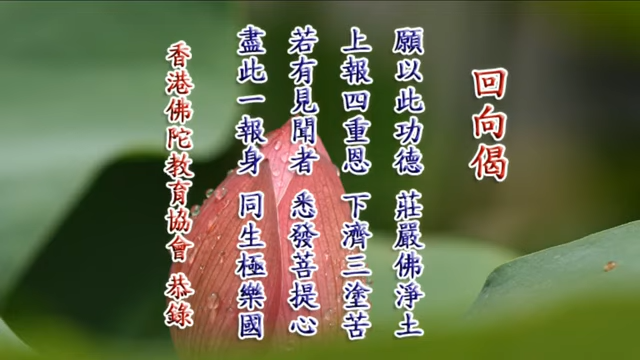 回向偈
願以此功德 莊嚴佛淨土
上報四重恩 下濟三塗苦
若有見聞者 悉發菩提心
盡此一報身 同生極樂國
香港佛陀教育協會 恭錄